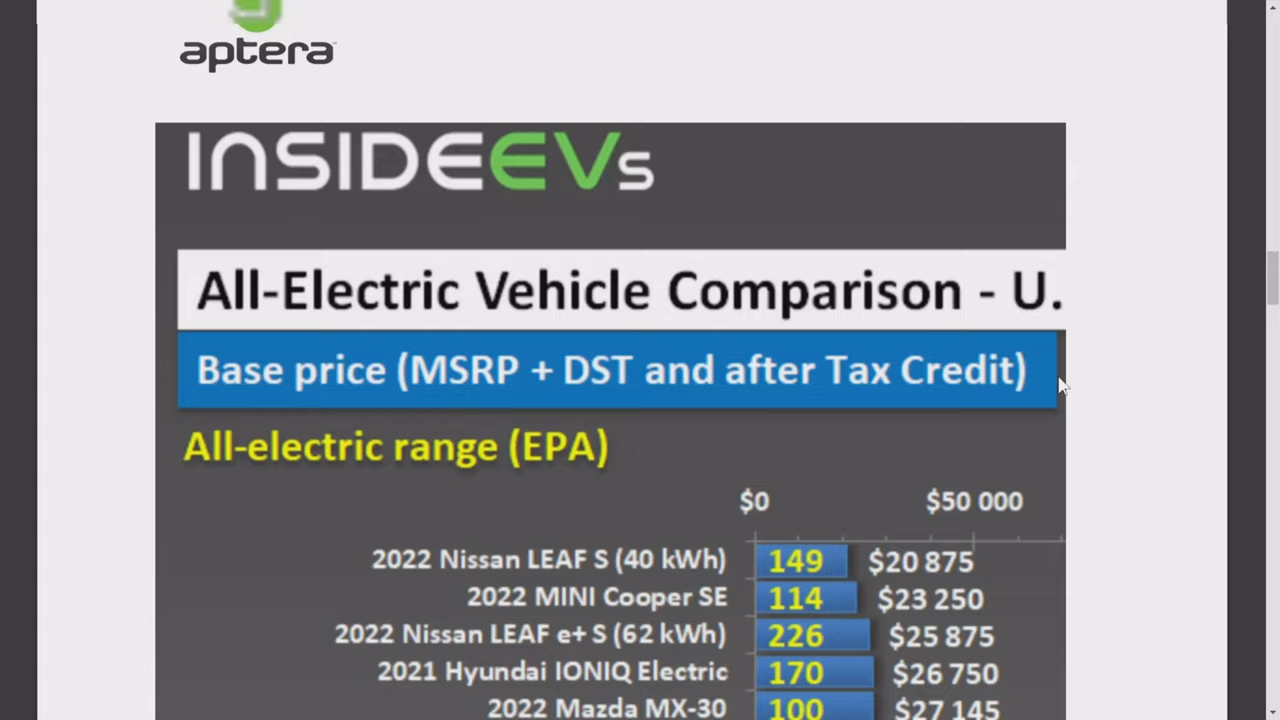 aptera
INSIDEEVs
All-Electric Vehicle Comparison - U.
Base price (MSRP + DST and after Tax Credit)
All-electric range (EPA)
$0 $50 000
2022 Nissan LEAF S (40 kWh) 149 $20 875
2022 MINI Cooper SE 114 $23 250
2022 Nissan LEAF e+ S (62 kWh) 226 $25 875
2021 Hyundai IONIQ Electric 170 $26 750
2022 Mazda MX-30 100 $27 145